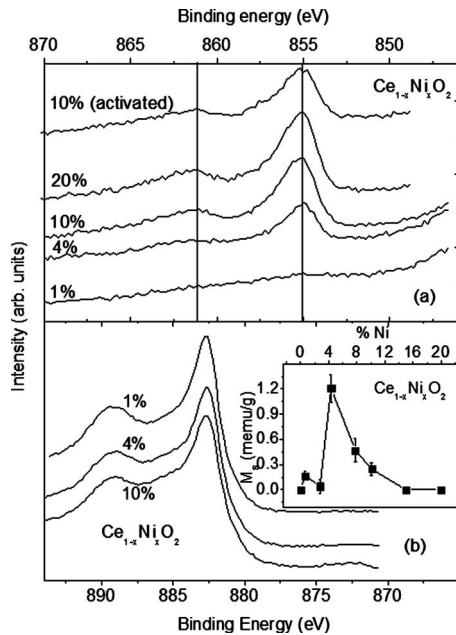 Binding energy (eV)
870 865 860 855 850
Ce1-xNixO2
10% (activated)
20%
10%
4%
1%
(a)
Intensity (arb. units)
% Ni
0 4 8 12 16 20
Ce1-xNixO2
1.2
0.9
0.6
0.3
0.0
Ms (memu/g)
1%
4%
10%
Ce1-xNixO2
(b)
890 885 880 875 870
Binding Energy (eV)